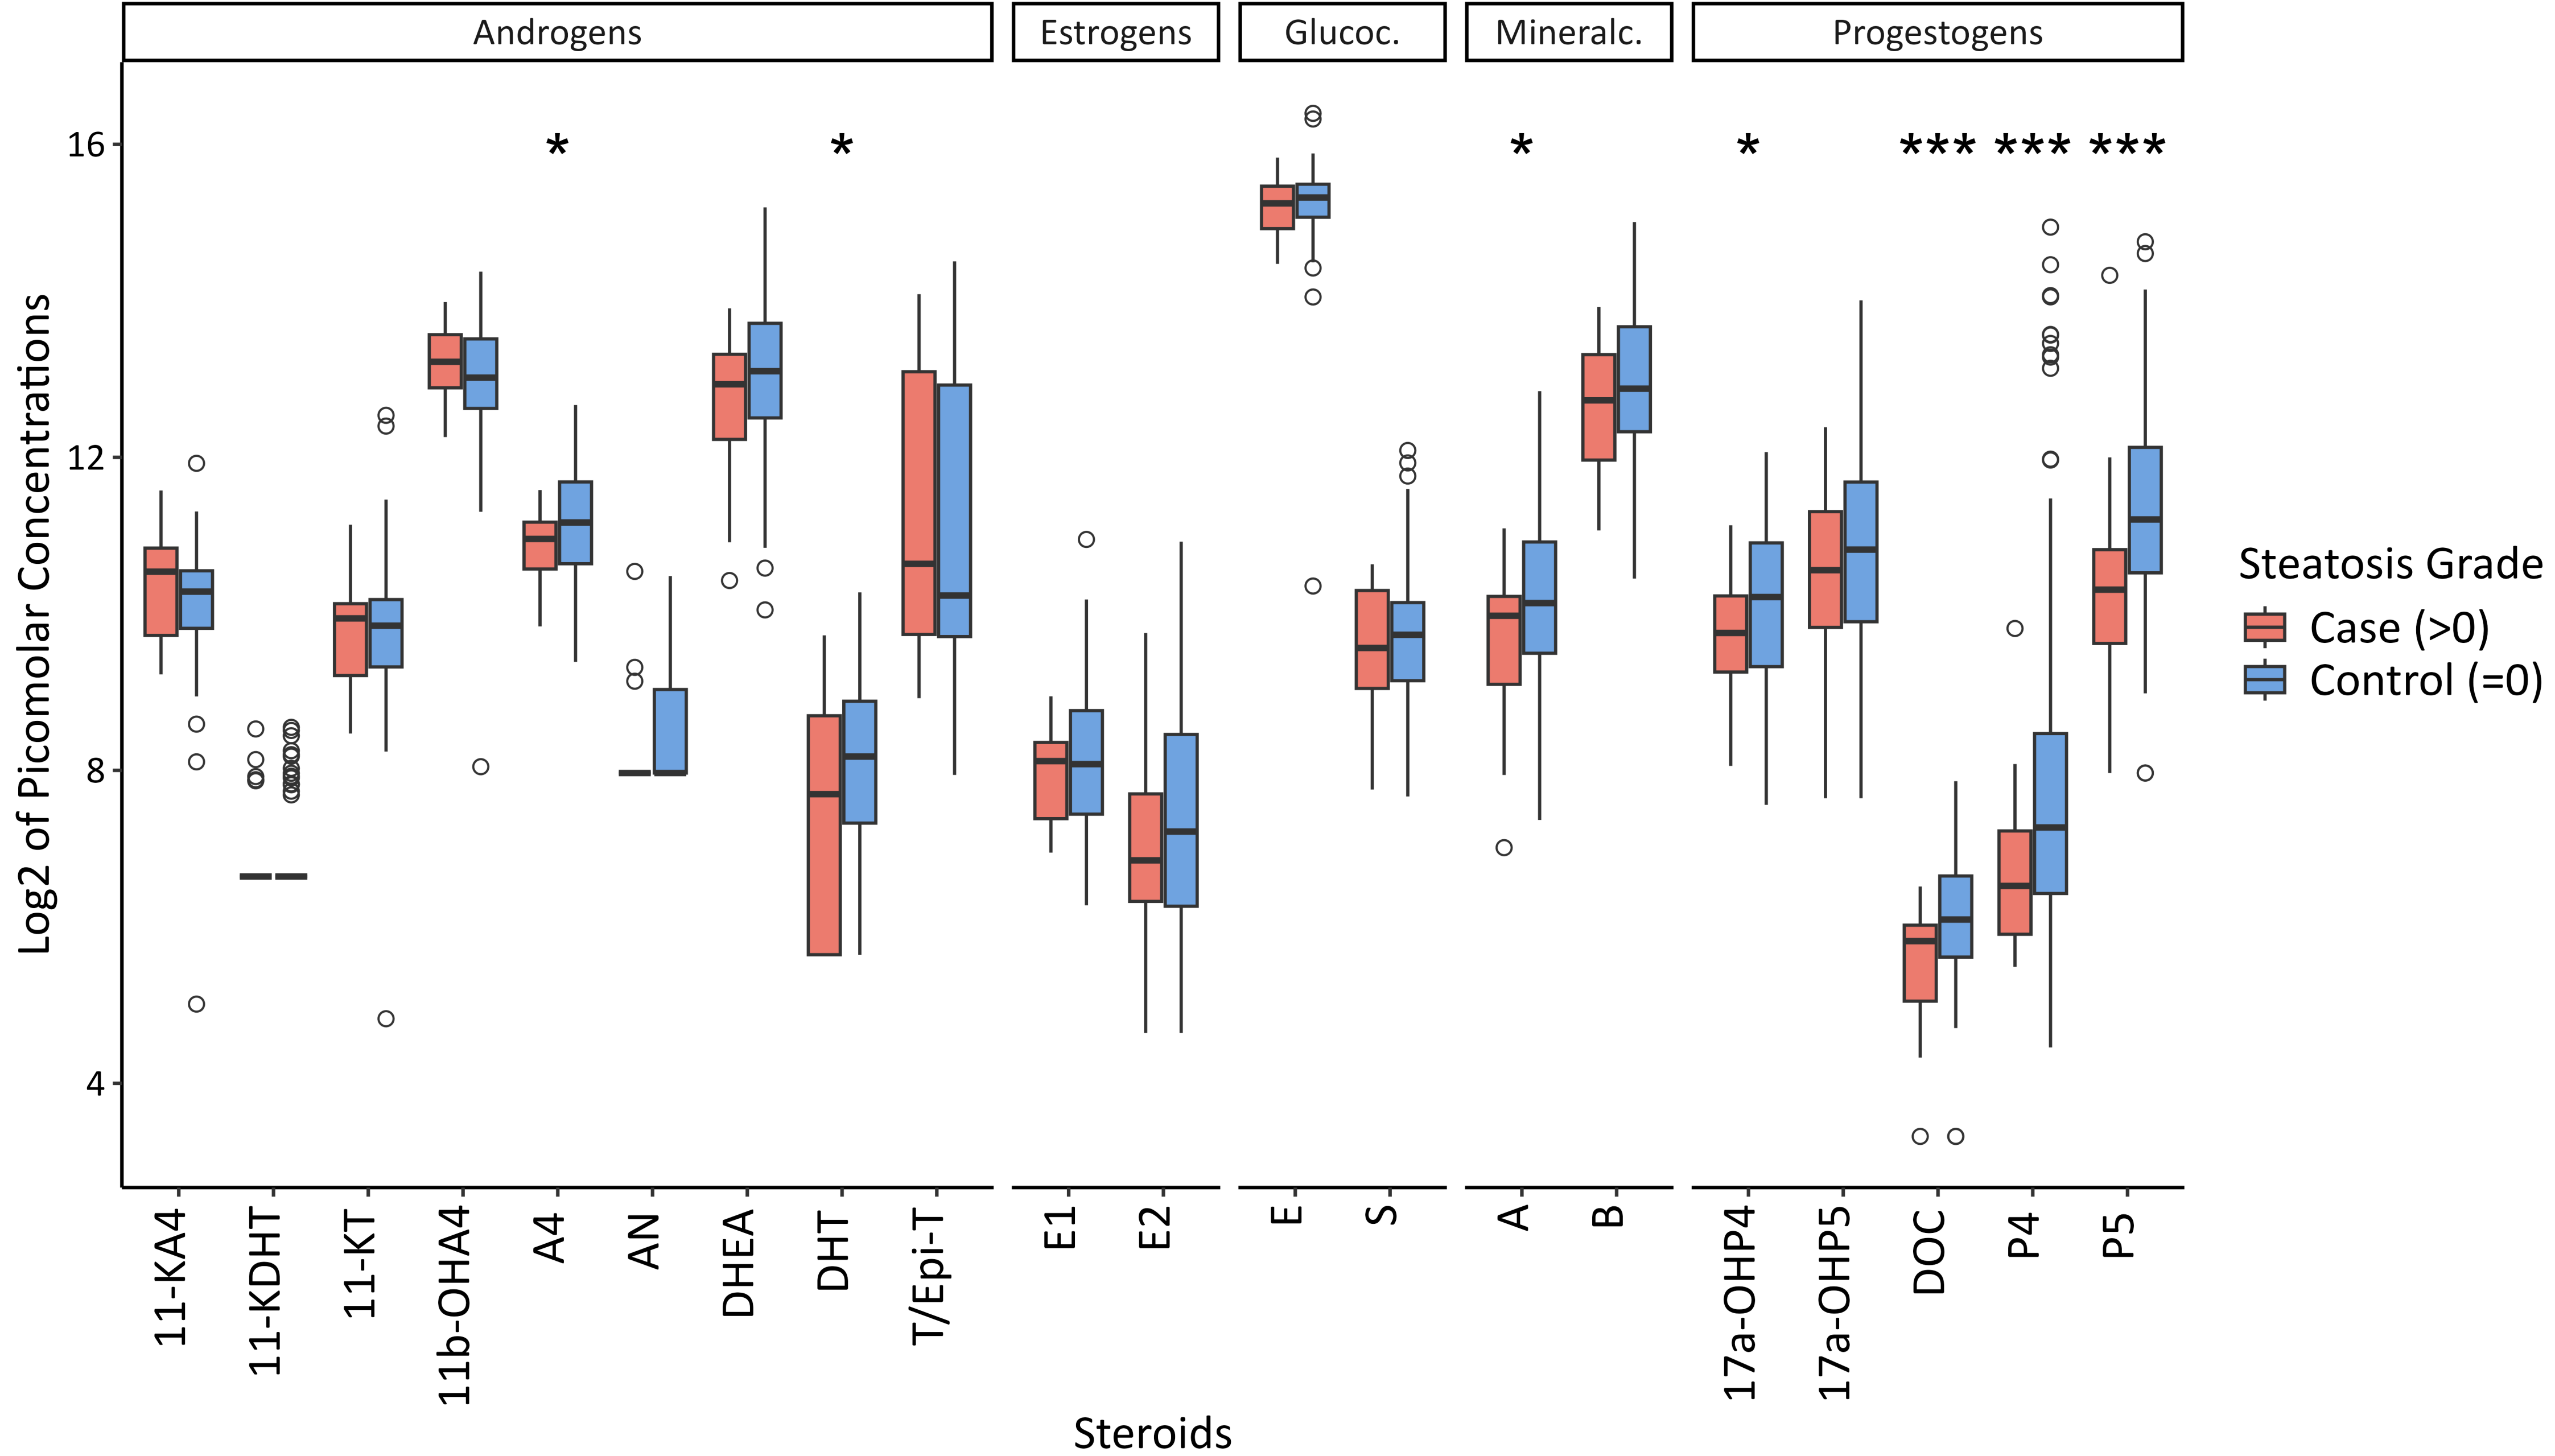 Androgens Estrogens Glucoc. Mineralc. Progestogens
* * * * *** *** ***
16
12
8
4
Log2 of Picomolar Concentrations
11-KA4
11-KDHT
11-KT
11b-OHA4
A4
AN
DHEA
DHT
T/Epi-T
E1
E2
E
S
A
B
17a-OHP4
17a-OHP5
DOC
P4
P5
Steroids
Steatosis Grade
Case (>0)
Control (=0)